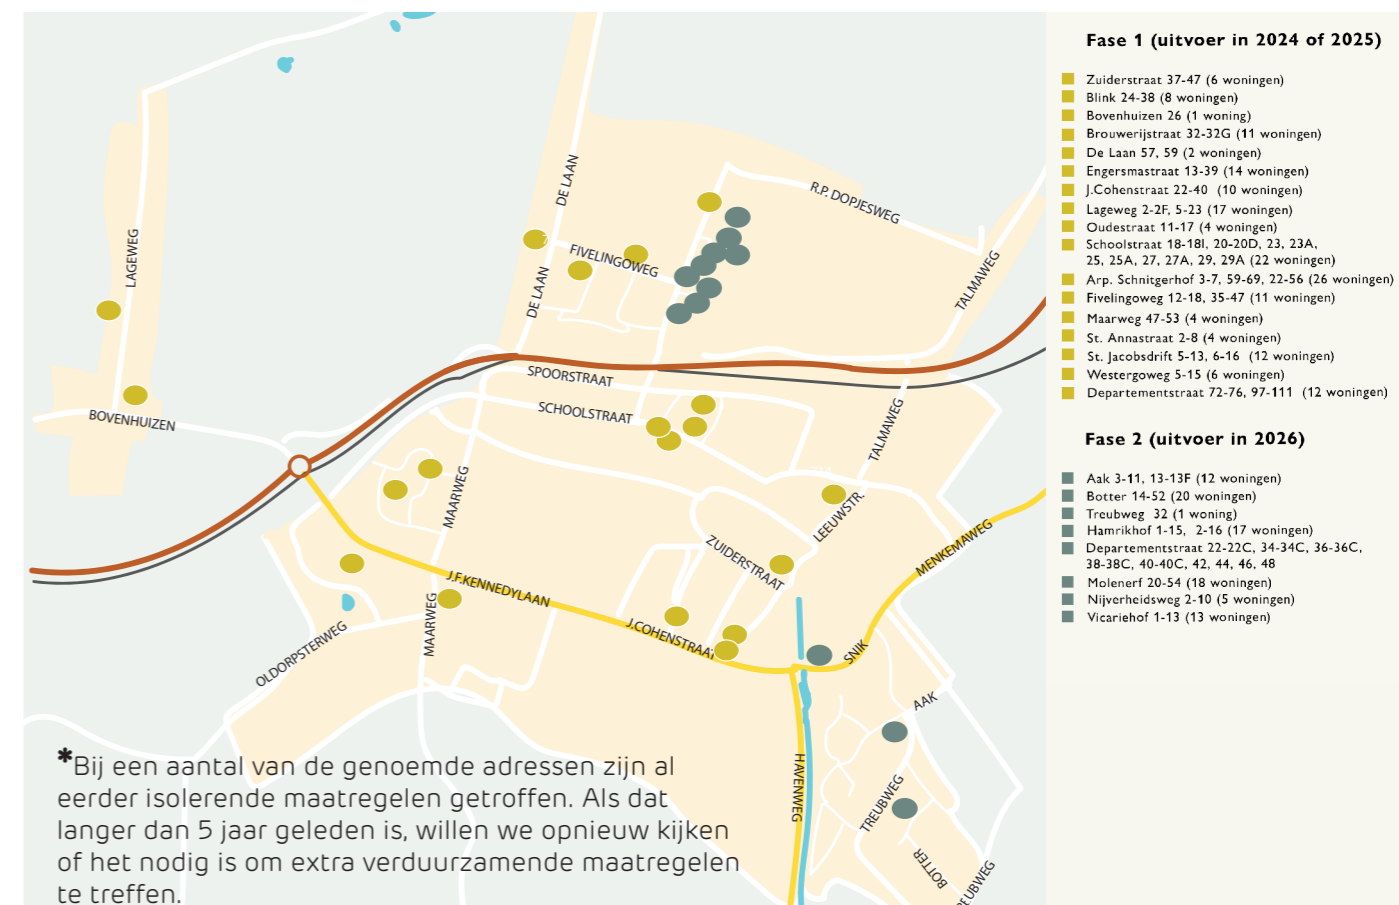 Fase 1 (uitvoer in 2024 of 2025)
Zuiderstraat 37-47 (6 woningen)
Blink 24-38 (8 woningen)
Bovenhuizen 26 (1 woning)
Brouwerijstraat 32-32G (11 woningen)
De Laan 57, 59 (2 woningen)
Engersmastraat 13-39 (14 woningen)
J.Cohenstraat 22-40 (10 woningen)
Lageweg 2-2F, 5-23 (17 woningen)
Oudestraat 11-17 (4 woningen)
Schoolstraat 18-18I, 20-20D, 23, 23A,
25, 25A, 27, 27A, 29, 29A (22 woningen)
Arp. Schnitgerhof 3-7, 59-69, 22-56 (26 woningen)
Fivelingoweg 12-18, 35-47 (11 woningen)
Maarweg 47-53 (4 woningen)
St. Annastraat 2-8 (4 woningen)
St. Jacobsdrift 5-13, 6-16 (12 woningen)
Westergoweg 5-15 (6 woningen)
Departementstraat 72-76, 97-111 (12 woningen)
Fase 2 (uitvoer in 2026)
Aak 3-11, 13-13F (12 woningen)
Botter 14-52 (20 woningen)
Treubweg 32 (1 woning)
Hamrikhof 1-15, 2-16 (17 woningen)
Departementstraat 22-22C, 34-34C, 36-36C,
38-38C, 40-40C, 42, 44, 46, 48
Molenerf 20-54 (18 woningen)
Nijverheidsweg 2-10 (5 woningen)
Vicariehof 1-13 (13 woningen)
DE LAAN
R.P. DOPJESWEG
FIVELINGOWEG
LAGEWEG
DE LAAN
TALMAWEG
SPOORSTRAAT
SCHOOLSTRAAT
BOVENHUIZEN
TALMAWEG
MAARWEG
LEEUWSTR.
ZUIDERSTRAAT
MENKEMAWEG
J.F.KENNEDYLAAN
MAARWEG
J.COHENSTRAAT
OLDORPSTERWEG
SNIK
AAK
HAVENWEG
TREUBWEG
BOTTER
EUBWEG
*Bij een aantal van de genoemde adressen zijn al
eerder isolerende maatregelen getroffen. Als dat
langer dan 5 jaar geleden is, willen we opnieuw kijken
of het nodig is om extra verduurzamende maatregelen
te treffen.